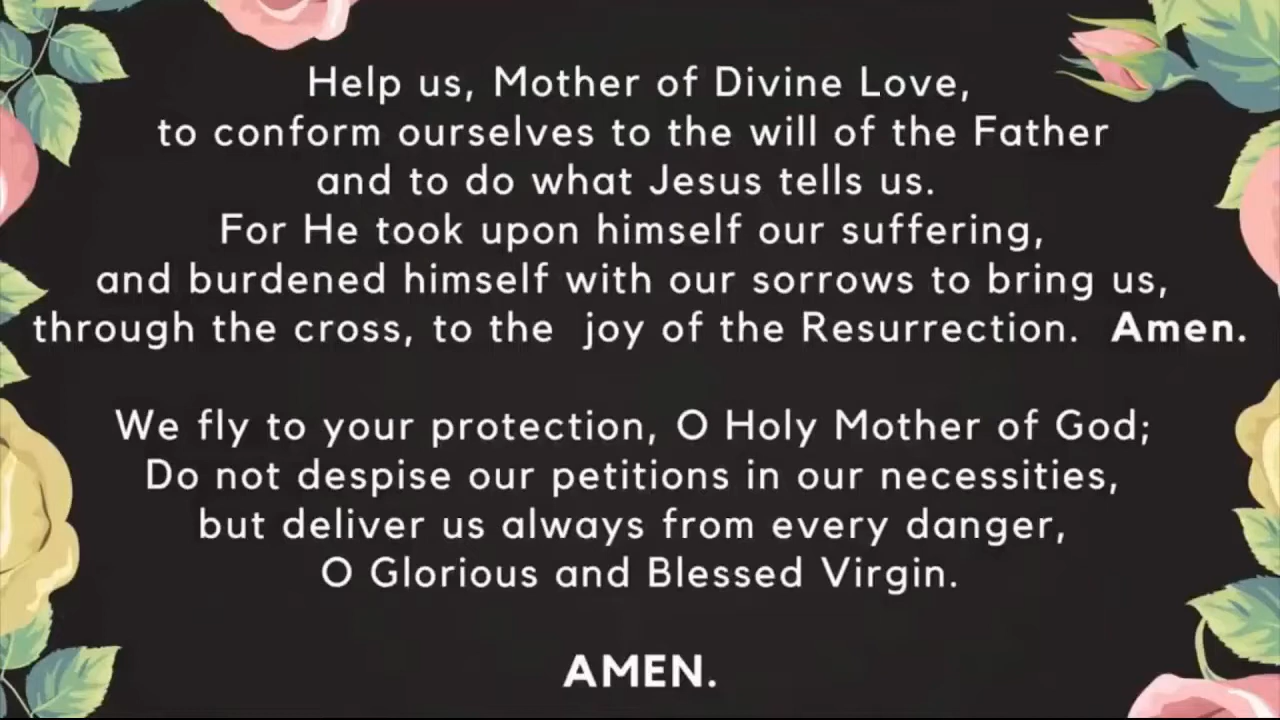 Help us, Mother of Divine Love,
to conform ourselves to the will of the Father
and to do what Jesus tells us.
For He took upon himself our suffering,
and burdened himself with our sorrows to bring us,
through the cross, to the joy of the Resurrection. Amen.
We fly to your protection, O Holy Mother of God;
Do not despise our petitions in our necessities,
but deliver us always from every danger,
O Glorious and Blessed Virgin.
AMEN.